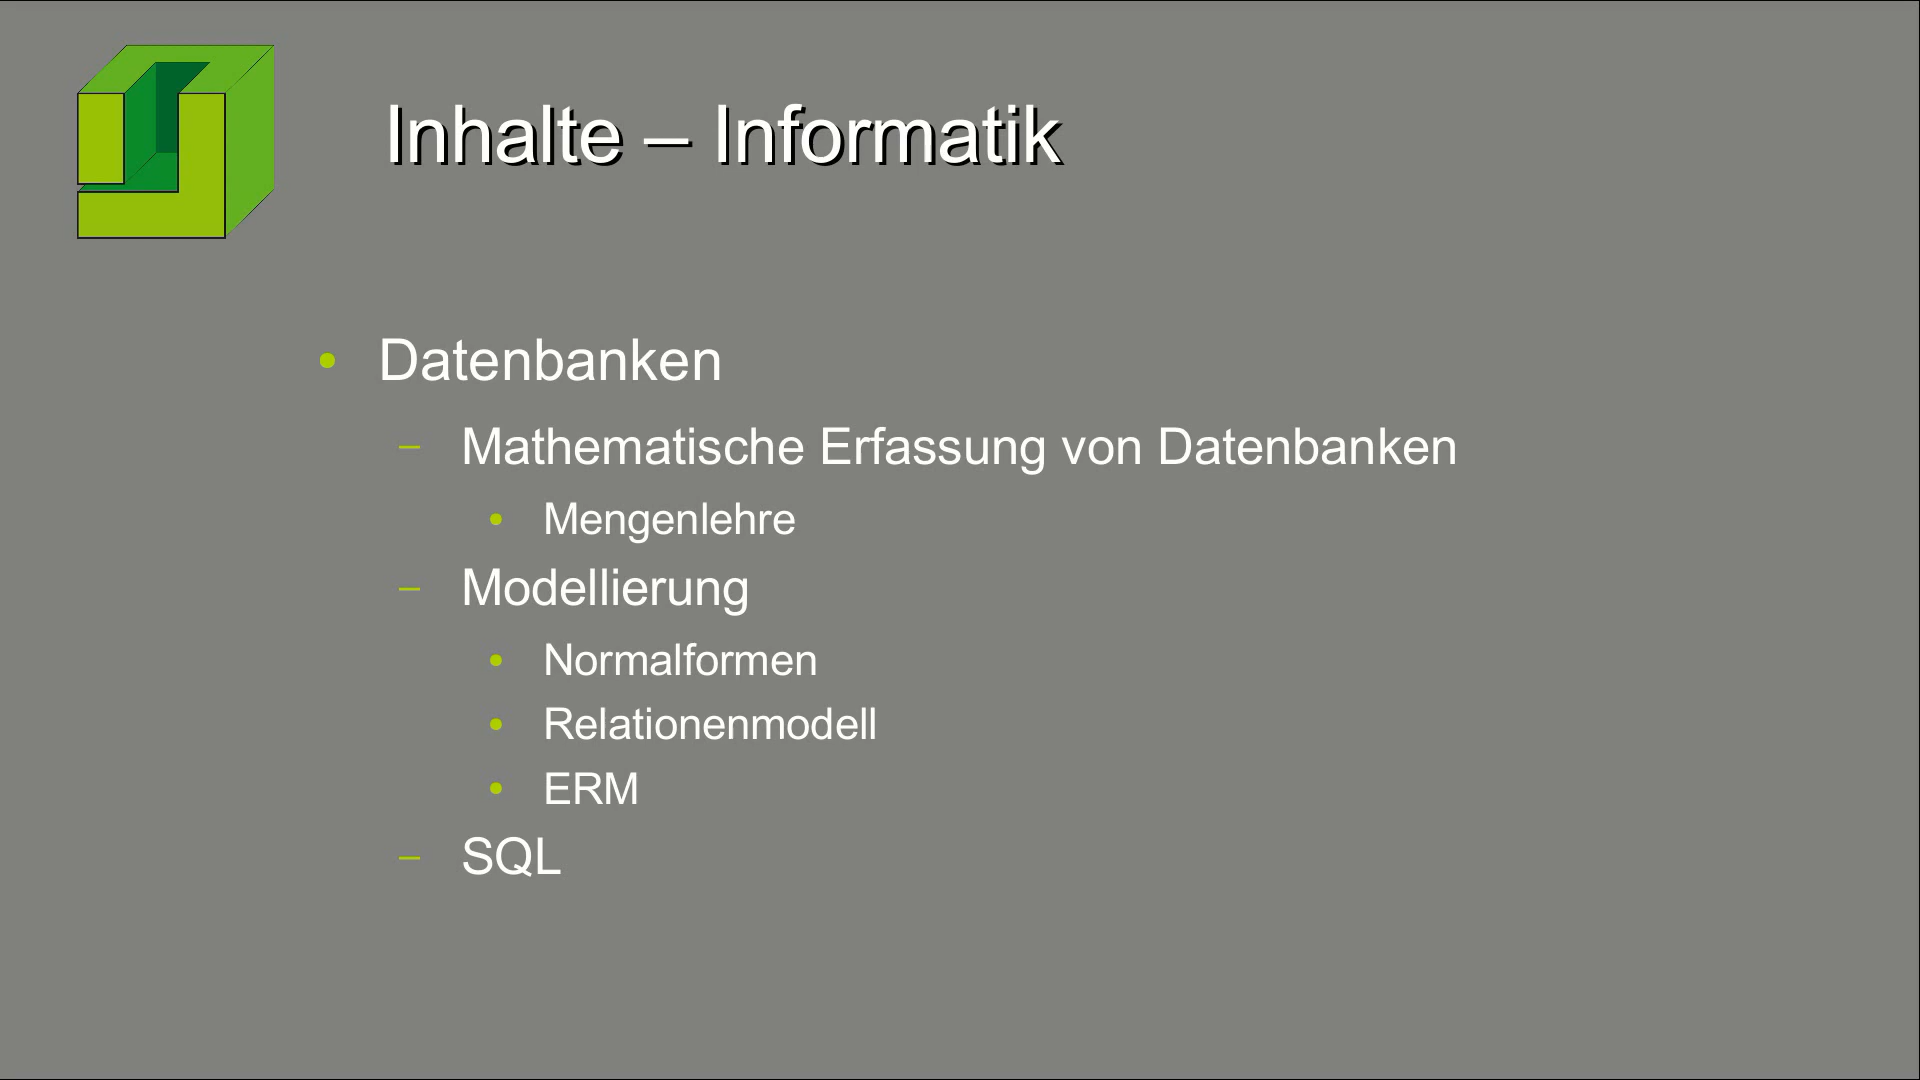 Inhalte – Informatik
• Datenbanken
– Mathematische Erfassung von Datenbanken
• Mengenlehre
– Modellierung
• Normalformen
• Relationenmodell
• ERM
– SQL